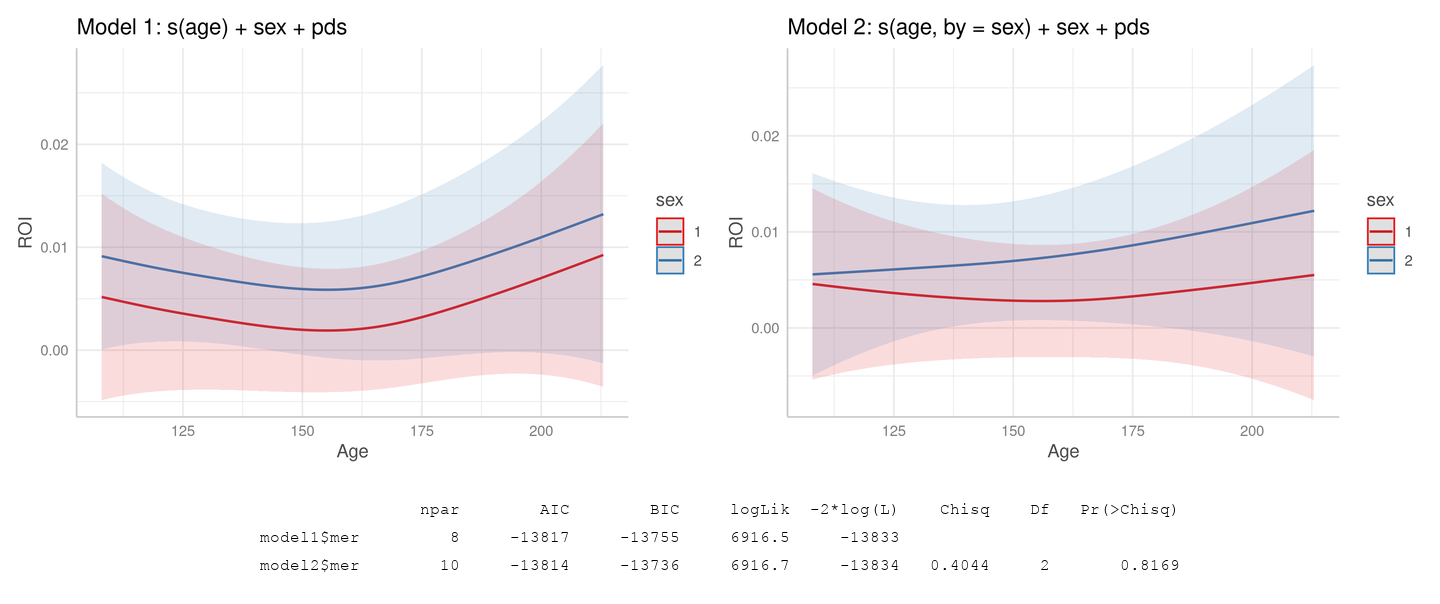 Model 1: s(age) + sex + pds
0.02
0.01
0.00
ROI
125 150 175 200
Age
sex
1
2
Model 2: s(age, by = sex) + sex + pds
0.02
0.01
0.00
ROI
125 150 175 200
Age
sex
1
2
npar AIC BIC logLik -2*log(L) Chisq Df Pr(>Chisq)
model1$mer 8 -13817 -13755 6916.5 -13833
model2$mer 10 -13814 -13736 6916.7 -13834 0.4044 2 0.8169